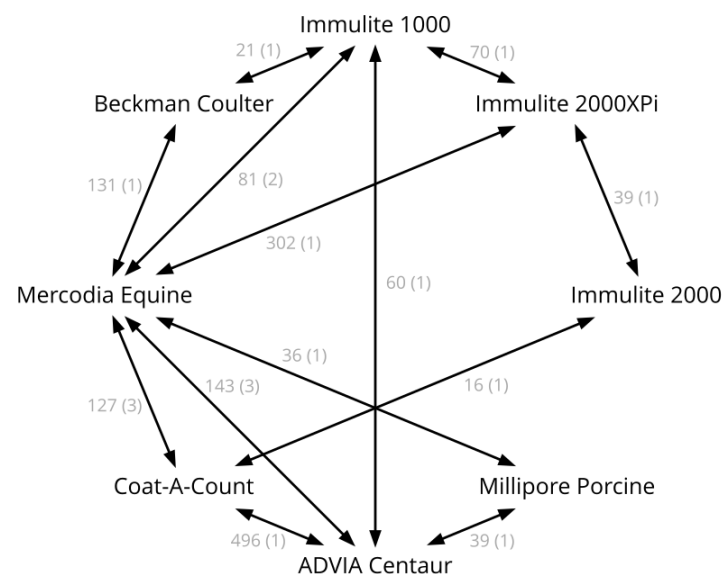 Immulite 1000
21 (1)
70 (1)
Beckman Coulter
Immulite 2000XPi
131 (1)
81 (2)
39 (1)
302 (1)
60 (1)
Mercodia Equine
Immulite 2000
36 (1)
143 (3)
16 (1)
127 (3)
Coat-A-Count
Millipore Porcine
496 (1)
39 (1)
ADVIA Centaur